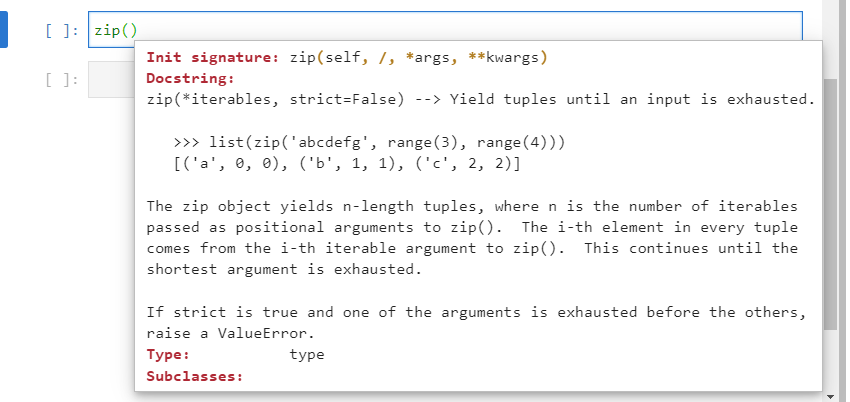 [ ]: zip()
Init signature: zip(self, /, *args, **kwargs)
[ ]:
Docstring:
zip(*iterables, strict=False) --> Yield tuples until an input is exhausted.
>>> list(zip('abcdefg', range(3), range(4)))
[('a', 0, 0), ('b', 1, 1), ('c', 2, 2)]
The zip object yields n-length tuples, where n is the number of iterables
passed as positional arguments to zip().  The i-th element in every tuple
comes from the i-th iterable argument to zip().  This continues until the
shortest argument is exhausted.
If strict is true and one of the arguments is exhausted before the others,
raise a ValueError.
Type:           type
Subclasses: